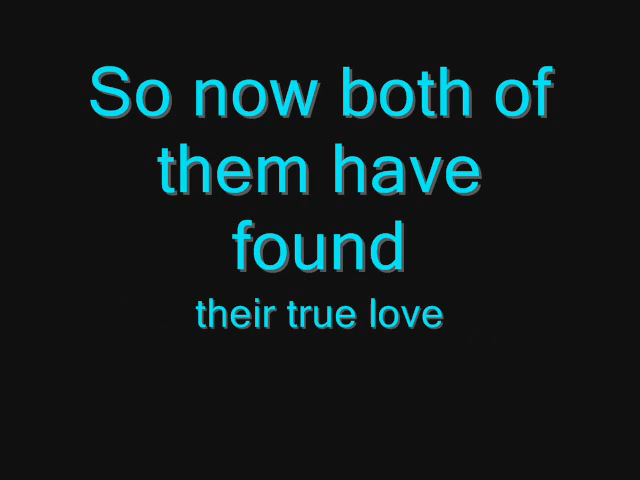 So now both of
them have
found
their true love